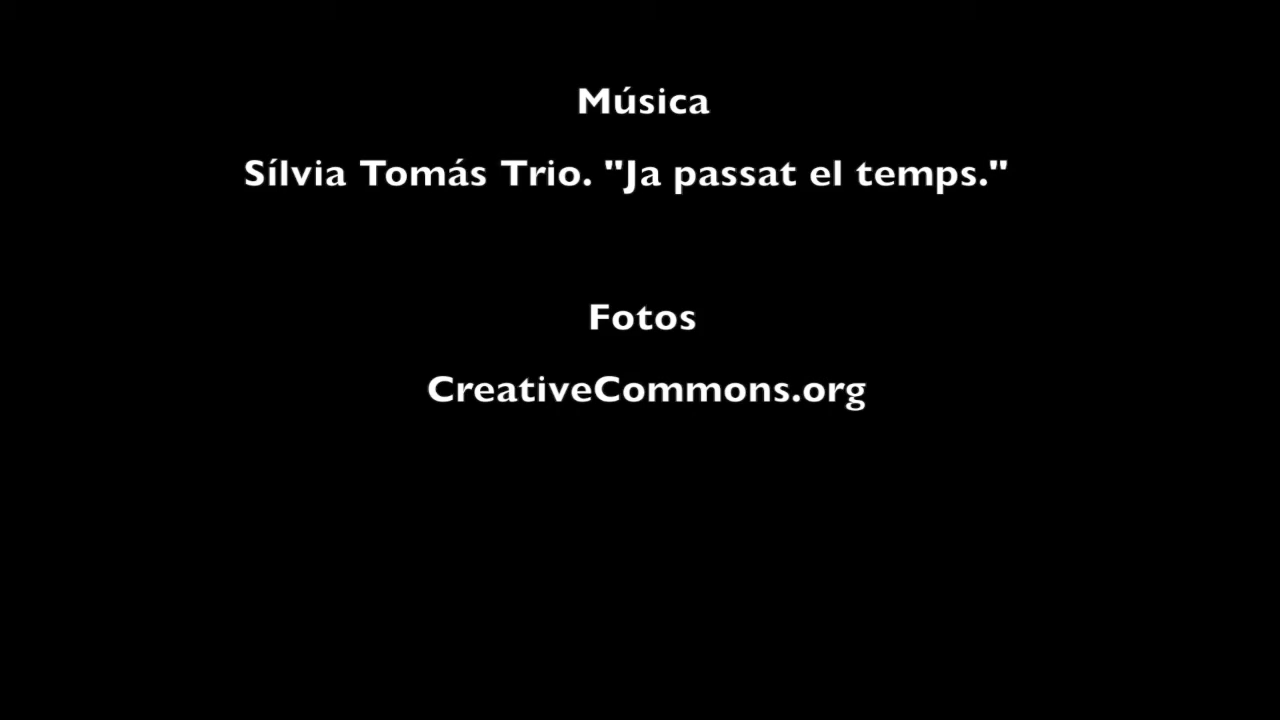 Música
Sílvia Tomás Trio. "Ja passat el temps."
Fotos
CreativeCommons.org